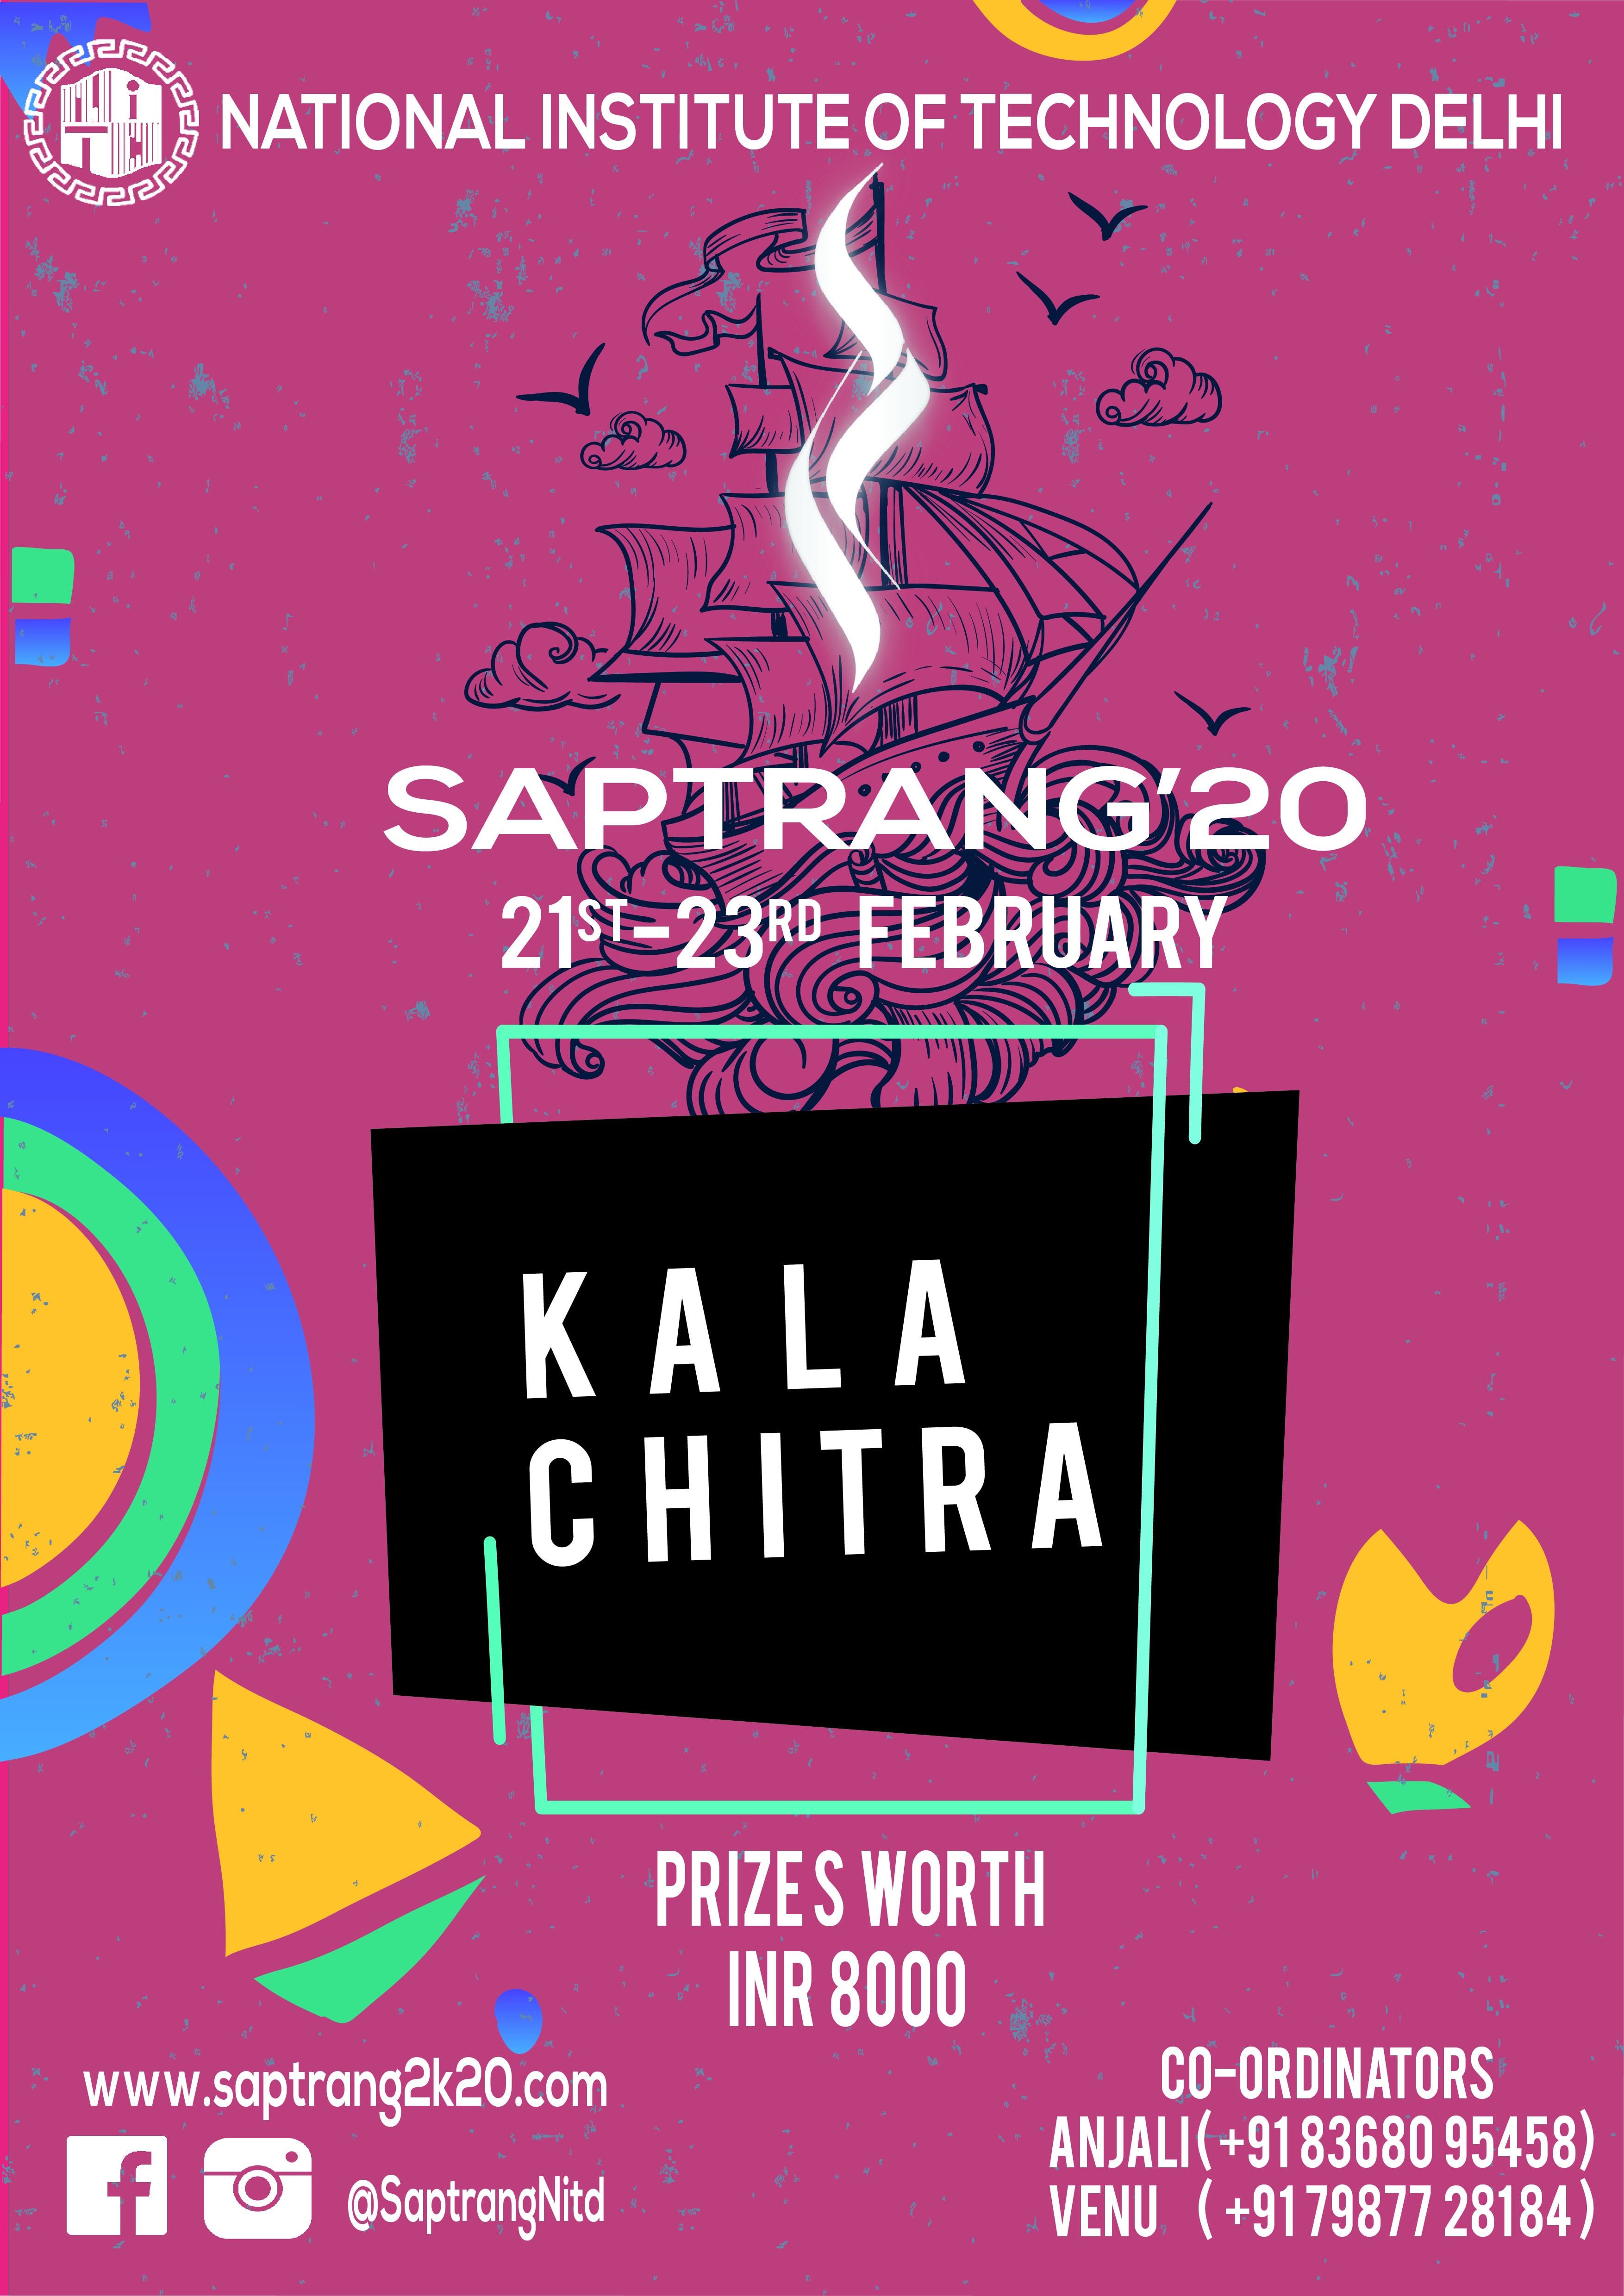 NATIONAL INSTITUTE OF TECHNOLOGY DELHI
SAPTRANG'20
21ST-23RD FEBRUARY
KALA
CHITRA
PRIZES WORTH
INR 8000
www.saptrang2k20.com
@SaptrangNitd
CO-ORDINATORS
ANJALI(+91 83680 95458)
VENU ( +91 79877 28184)